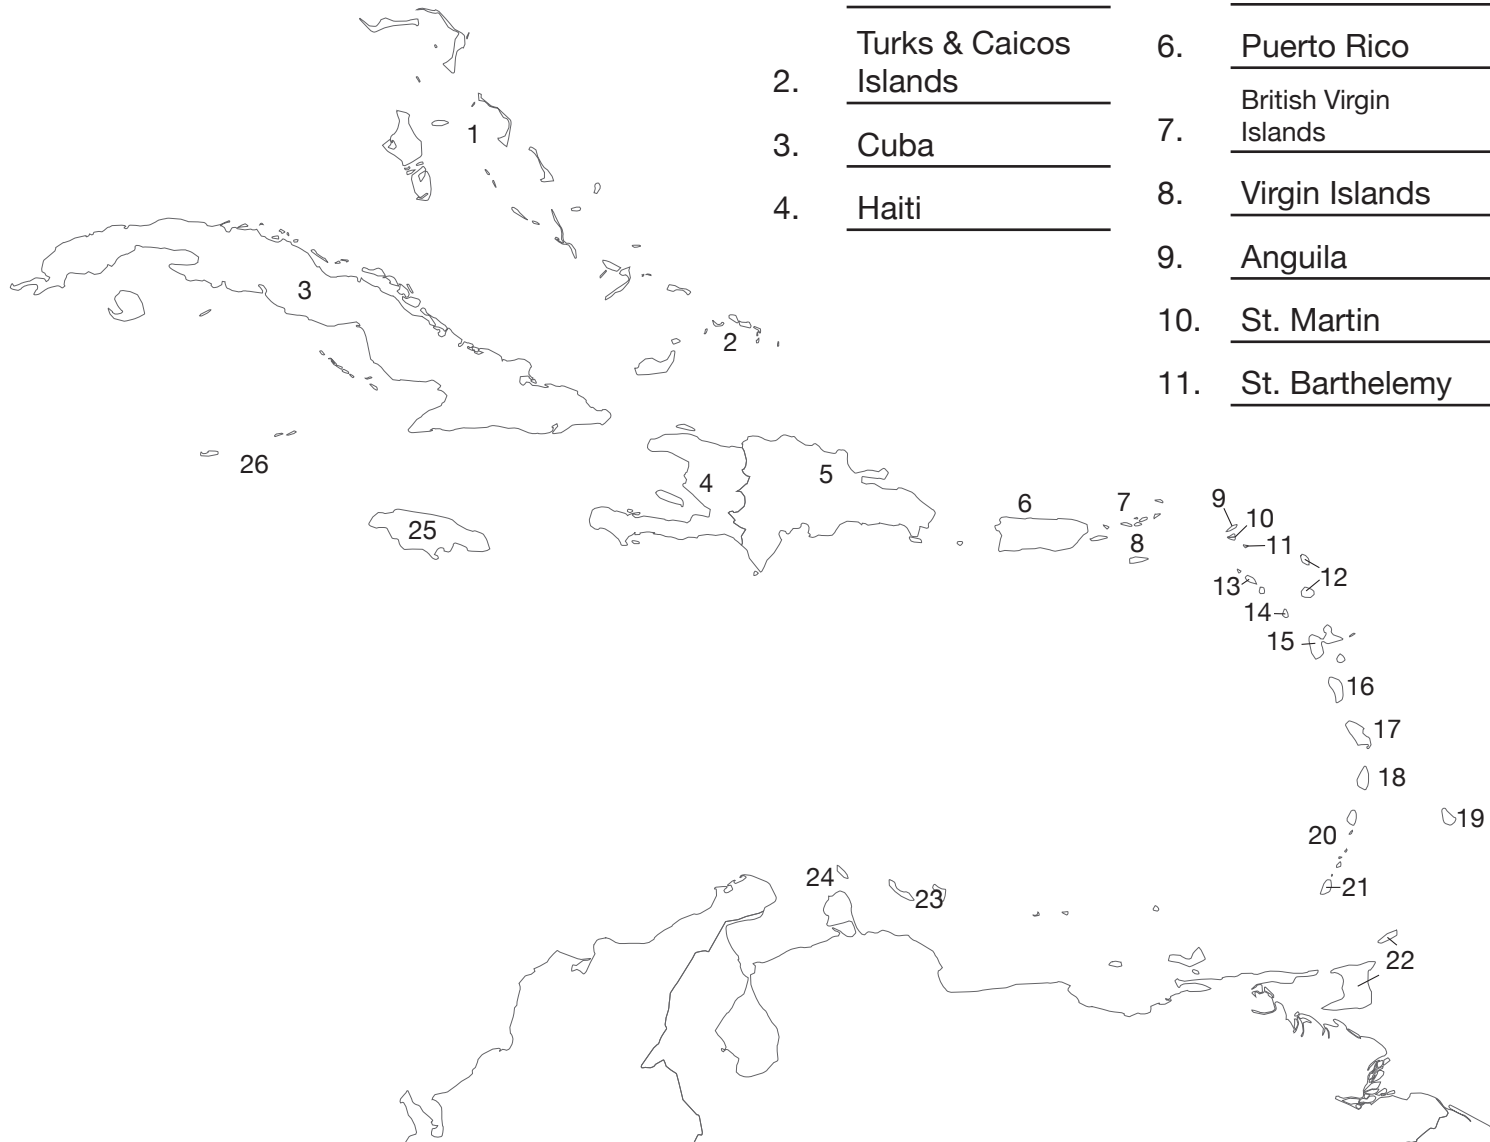 2. Turks & Caicos
Islands
3. Cuba
4. Haiti
6. Puerto Rico
7. British Virgin
Islands
8. Virgin Islands
9. Anguila
10. St. Martin
11. St. Barthelemy
1
2
3
4
5
6
7
8
9
10
11
12
13
14
15
16
17
18
19
20
21
22
23
24
25
26